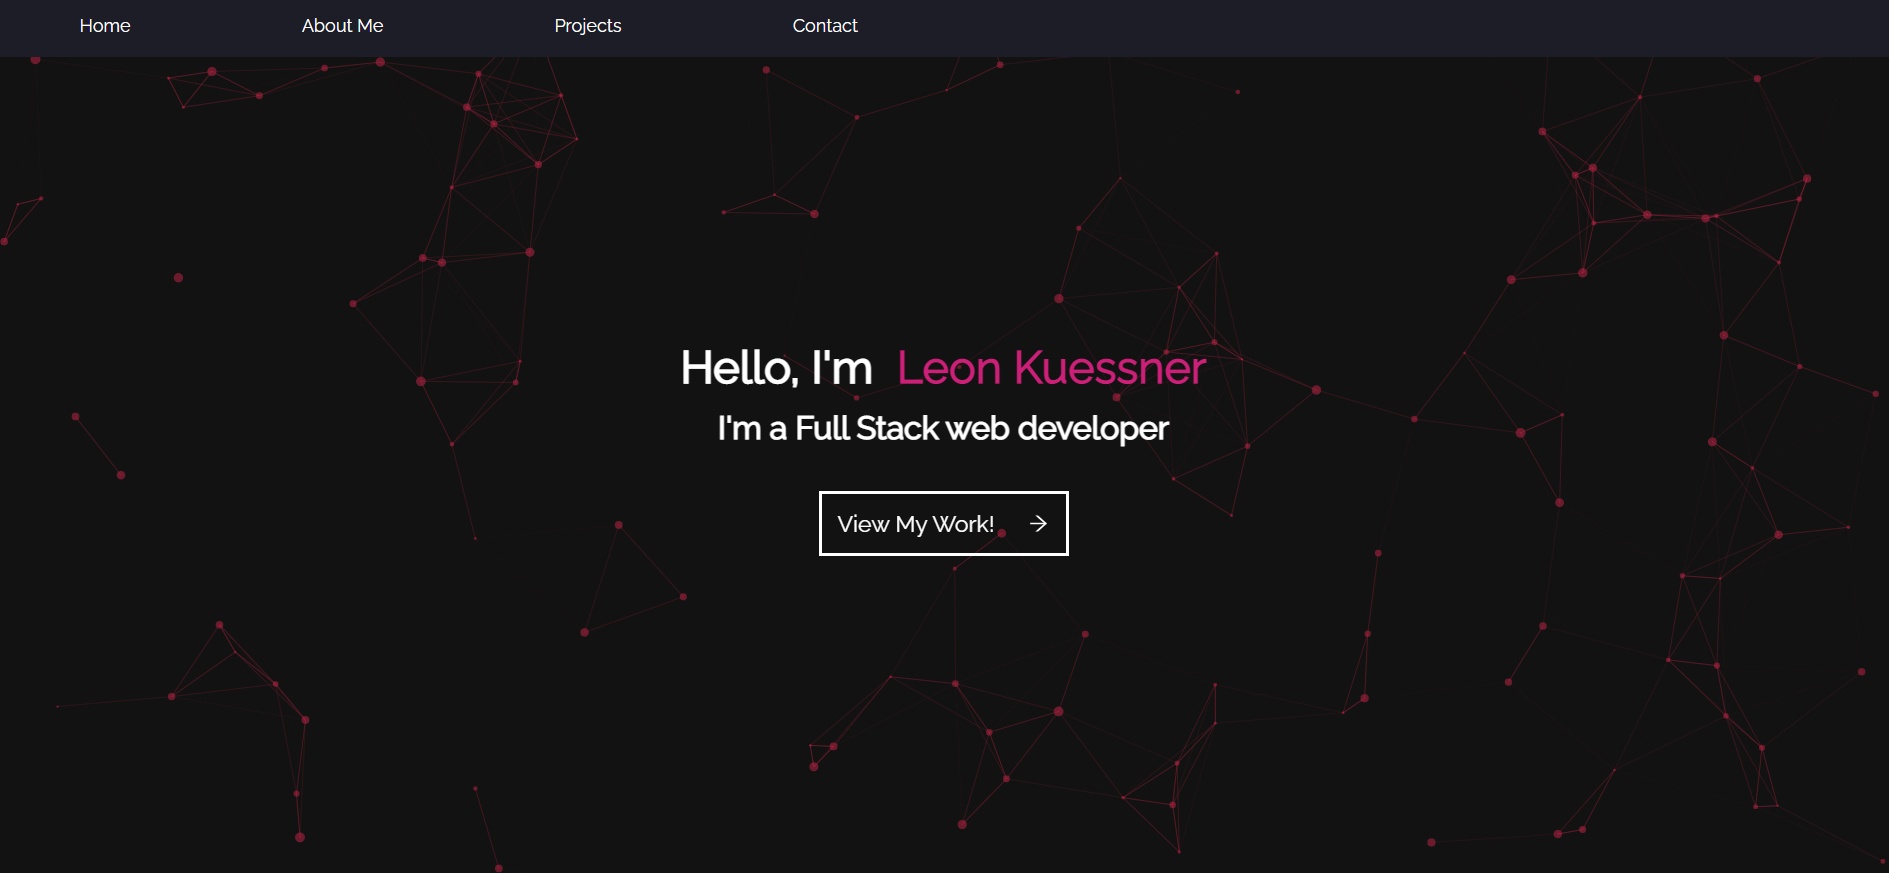 Home About Me Projects Contact
Hello, I'm Leon Kuessner
I'm a Full Stack web developer
View My Work! →